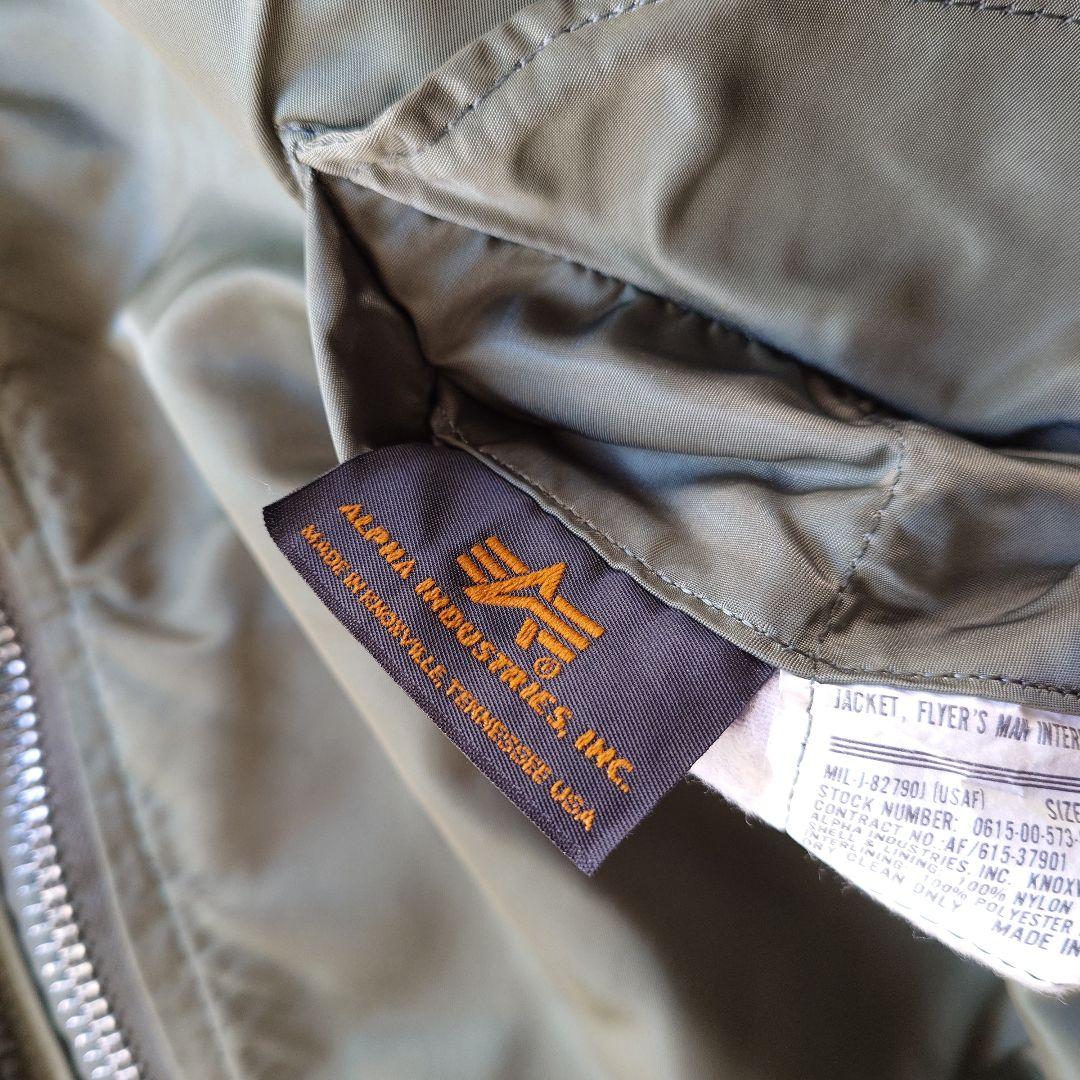 ALPHA INDUSTRIES, INC.
MADE IN KNOXVILLE, TENNESSEE USA
JACKET, FLYER'S MAN INTER
MIL-J-82790J (USAF) SIZE
STOCK NUMBER: 0615-00-573-
CONTRACT NO.:AF/615-37901
ALPHA INDUSTRIES, INC. KNOXV
SHELL & LINING: 100% NYLON
INTERLINING: 100% POLYESTER
DRY CLEAN ONLY
MADE IN